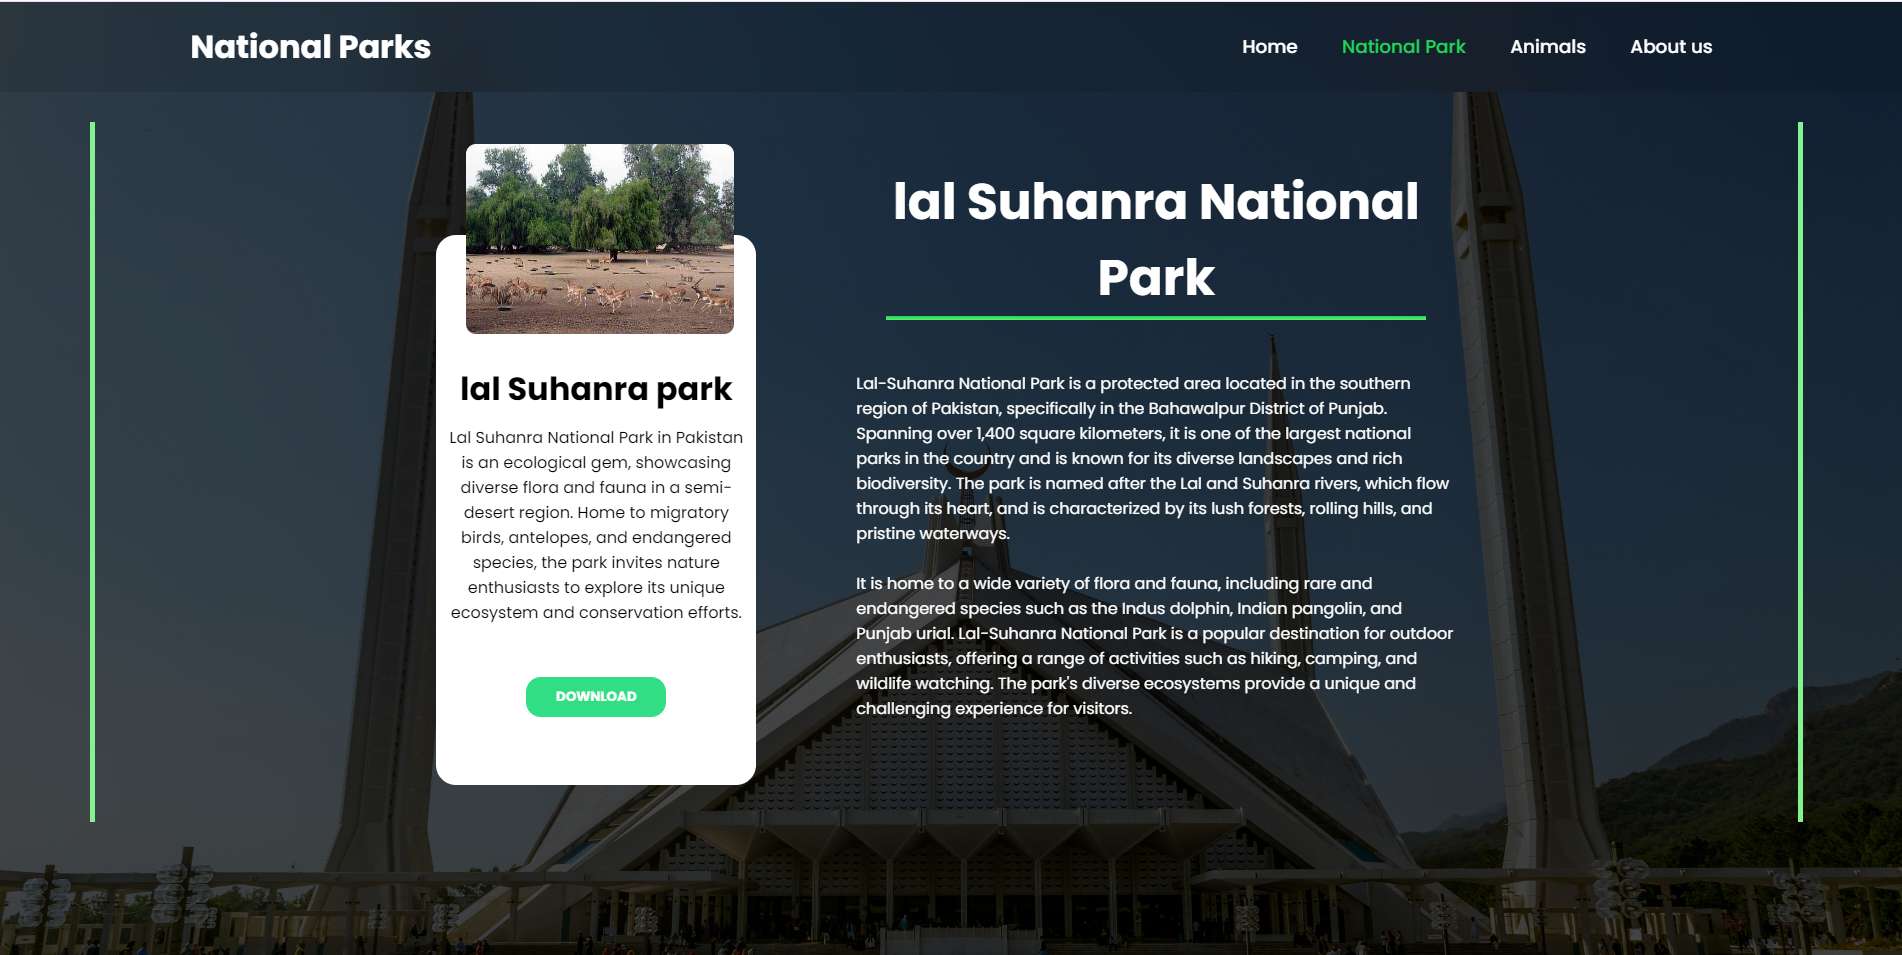 National Parks
Home
National Park
Animals
About us
lal Suhanra park
Lal Suhanra National Park in Pakistan
is an ecological gem, showcasing
diverse flora and fauna in a semi-
desert region. Home to migratory
birds, antelopes, and endangered
species, the park invites nature
enthusiasts to explore its unique
ecosystem and conservation efforts.
DOWNLOAD
lal Suhanra National
Park
Lal-Suhanra National Park is a protected area located in the southern
region of Pakistan, specifically in the Bahawalpur District of Punjab.
Spanning over 1,400 square kilometers, it is one of the largest national
parks in the country and is known for its diverse landscapes and rich
biodiversity. The park is named after the Lal and Suhanra rivers, which flow
through its heart, and is characterized by its lush forests, rolling hills, and
pristine waterways.
It is home to a wide variety of flora and fauna, including rare and
endangered species such as the Indus dolphin, Indian pangolin, and
Punjab urial. Lal-Suhanra National Park is a popular destination for outdoor
enthusiasts, offering a range of activities such as hiking, camping, and
wildlife watching. The park's diverse ecosystems provide a unique and
challenging experience for visitors.